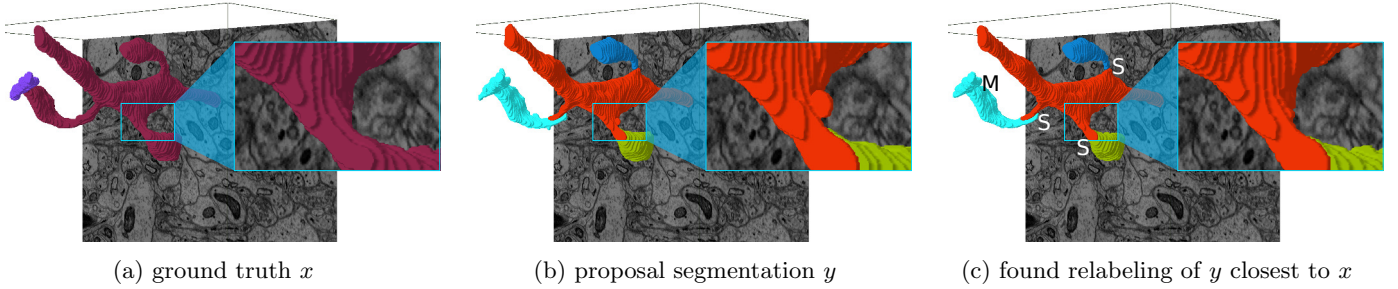 M
S
S
S
(a) ground truth x
(b) proposal segmentation y
(c) found relabeling of y closest to x